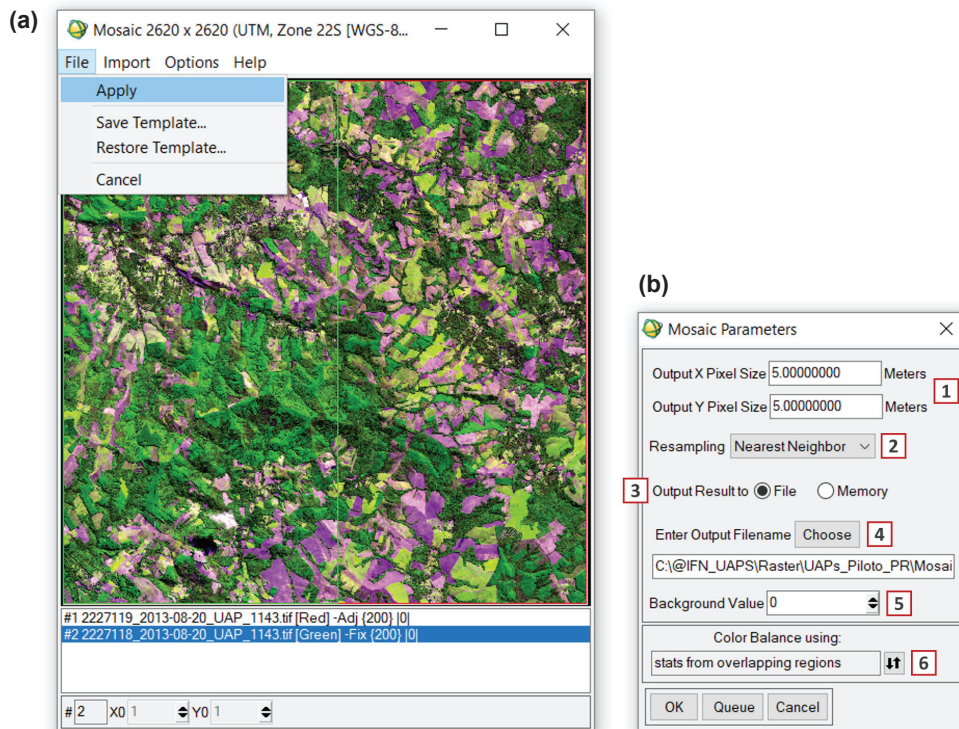 (a)
Mosaic 2620 x 2620 (UTM, Zone 22S [WGS-8...
File Import Options Help
Apply
Save Template...
Restore Template...
Cancel
#1 2227119_2013-08-20_UAP_1143.tif [Red] -Adj {200} |0|
#2 2227118_2013-08-20_UAP_1143.tif [Green] -Fix {200} |0|
# 2 X0 1 Y0 1
(b)
Mosaic Parameters
Output X Pixel Size 5.00000000 Meters
1
Output Y Pixel Size 5.00000000 Meters
Resampling Nearest Neighbor 2
3 Output Result to File Memory
Enter Output Filename Choose 4
C:\@IFN_UAPS\Raster\UAPs_Piloto_PR\Mosai
Background Value 0 5
Color Balance using:
stats from overlapping regions 6
OK Queue Cancel